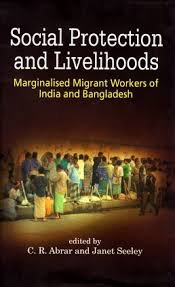 Social Protection
and Livelihoods
Marginalised Migrant Workers of
India and Bangladesh
edited by
C. R. Abrar and Janet Seeley